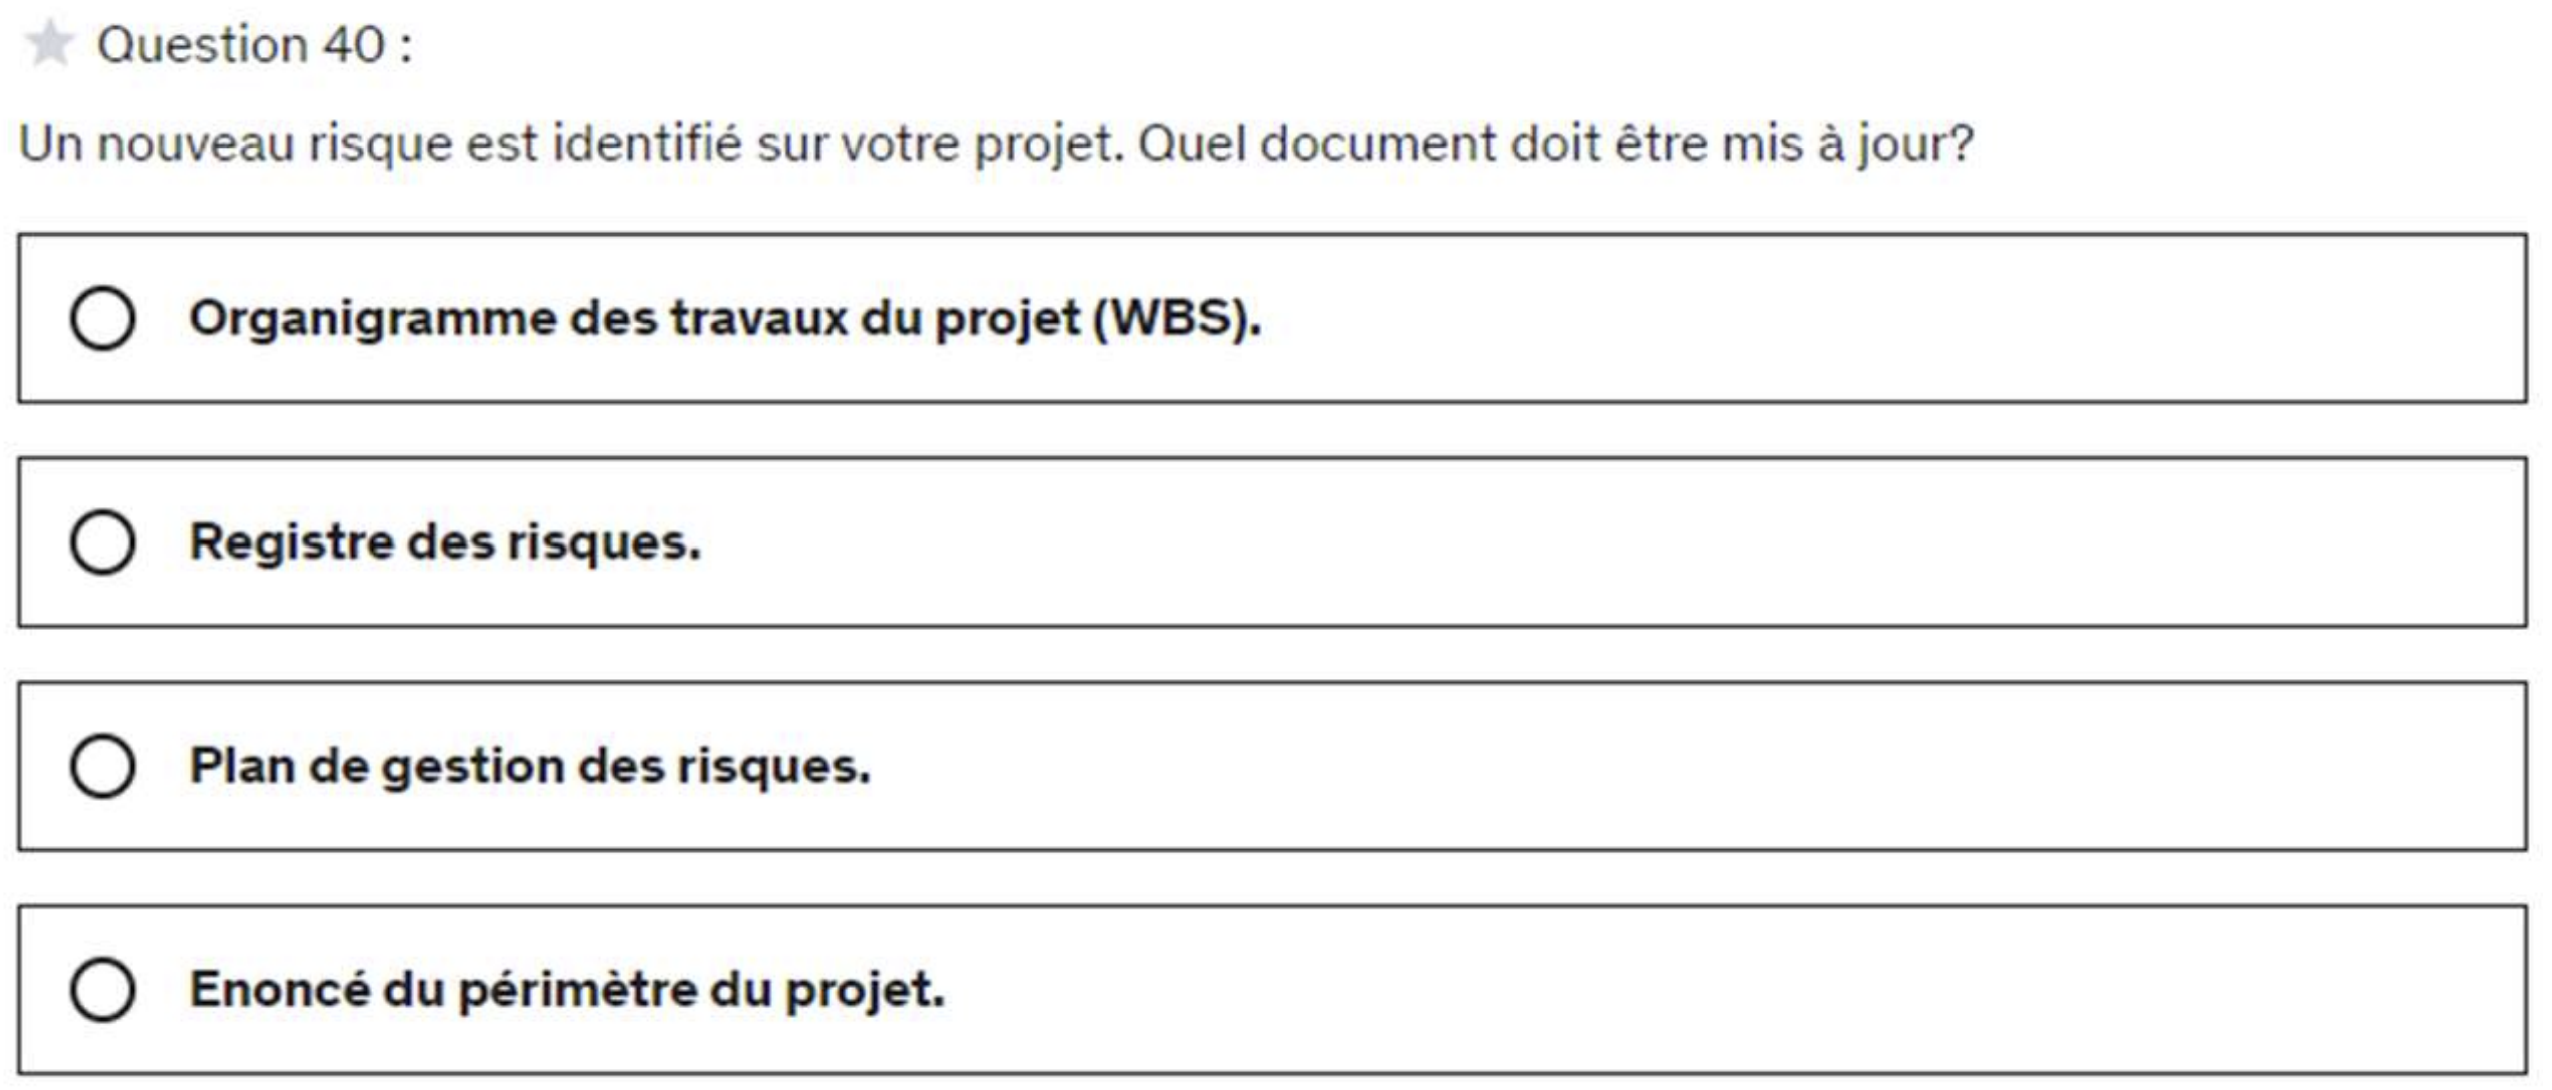 Question 40 :
Un nouveau risque est identifié sur votre projet. Quel document doit être mis à jour?
Organigramme des travaux du projet (WBS).
Registre des risques.
Plan de gestion des risques.
Enoncé du périmètre du projet.